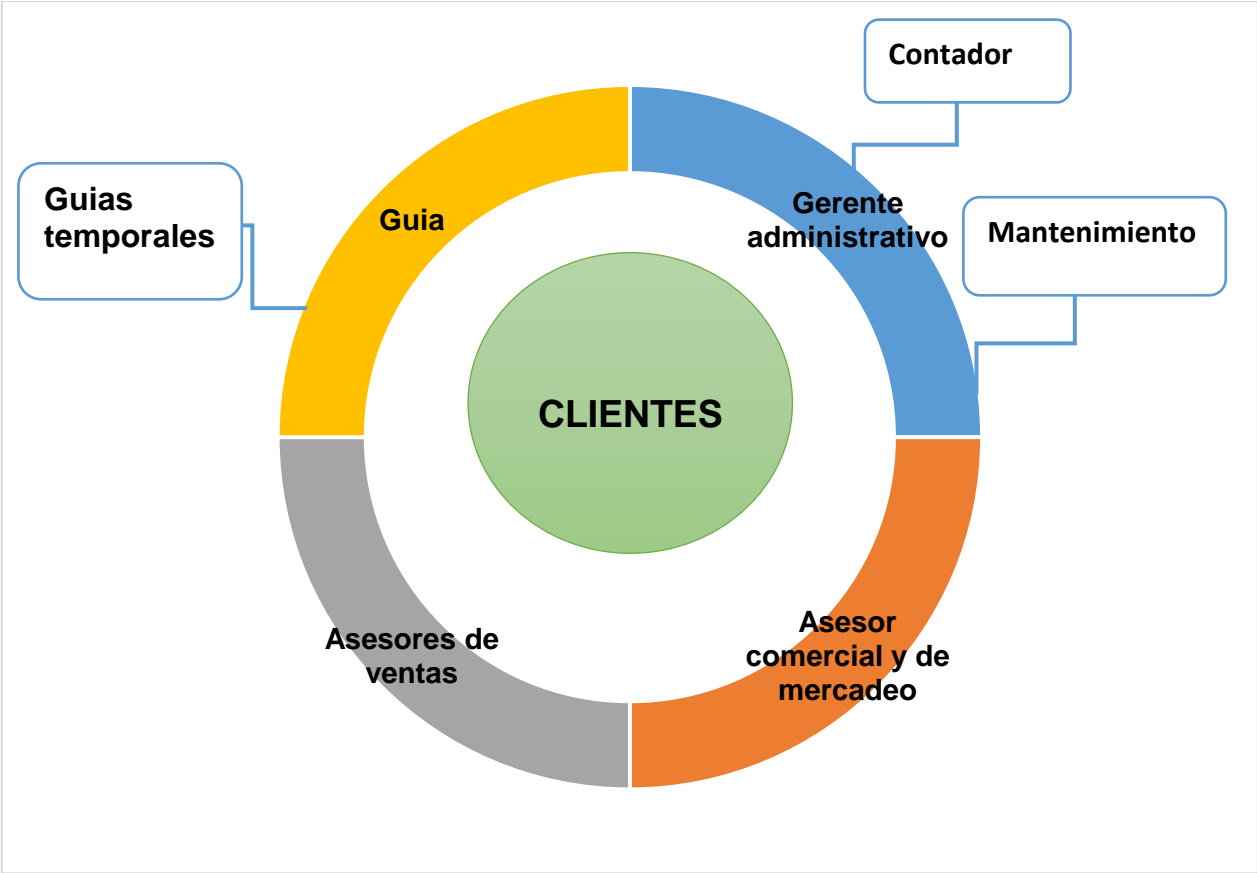 Contador
Guias
temporales
Guia
Gerente
administrativo
Mantenimiento
CLIENTES
Asesores de
ventas
Asesor
comercial y de
mercadeo